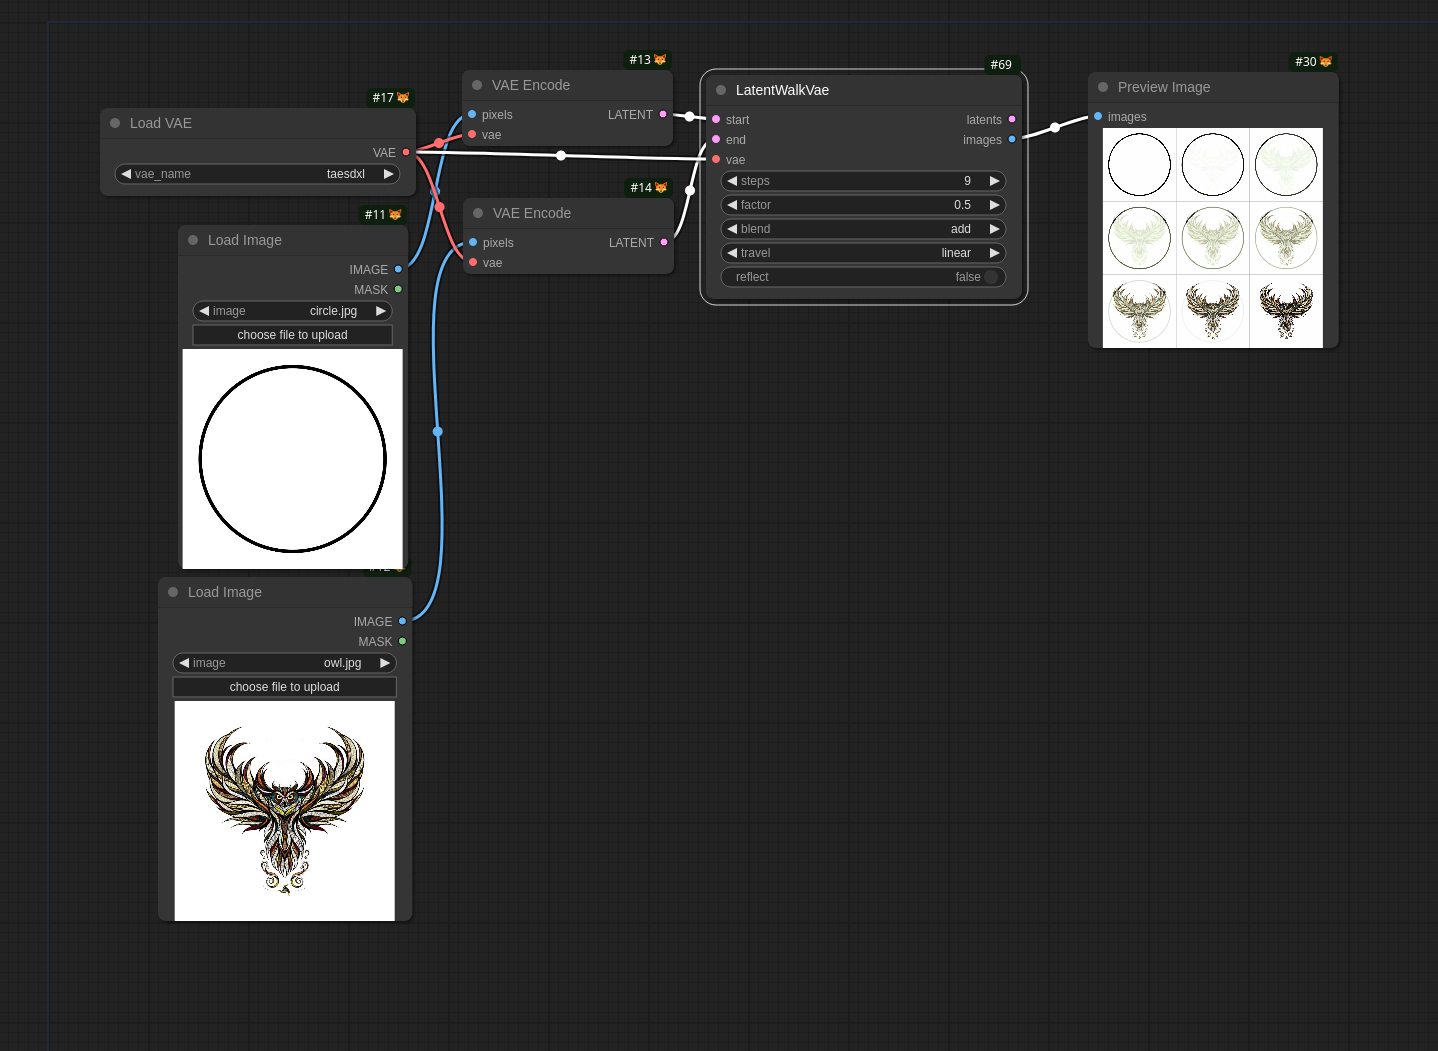 #17
Load VAE
VAE
vae_name taesdxl
#11
Load Image
IMAGE
MASK
image circle.jpg
choose file to upload
Load Image
IMAGE
MASK
image owl.jpg
choose file to upload
#13
VAE Encode
pixels LATENT
vae
#14
VAE Encode
pixels LATENT
vae
#69
LatentWalkVae
start latents
end images
vae
steps 9
factor 0.5
blend add
travel linear
reflect false
#30
Preview Image
images